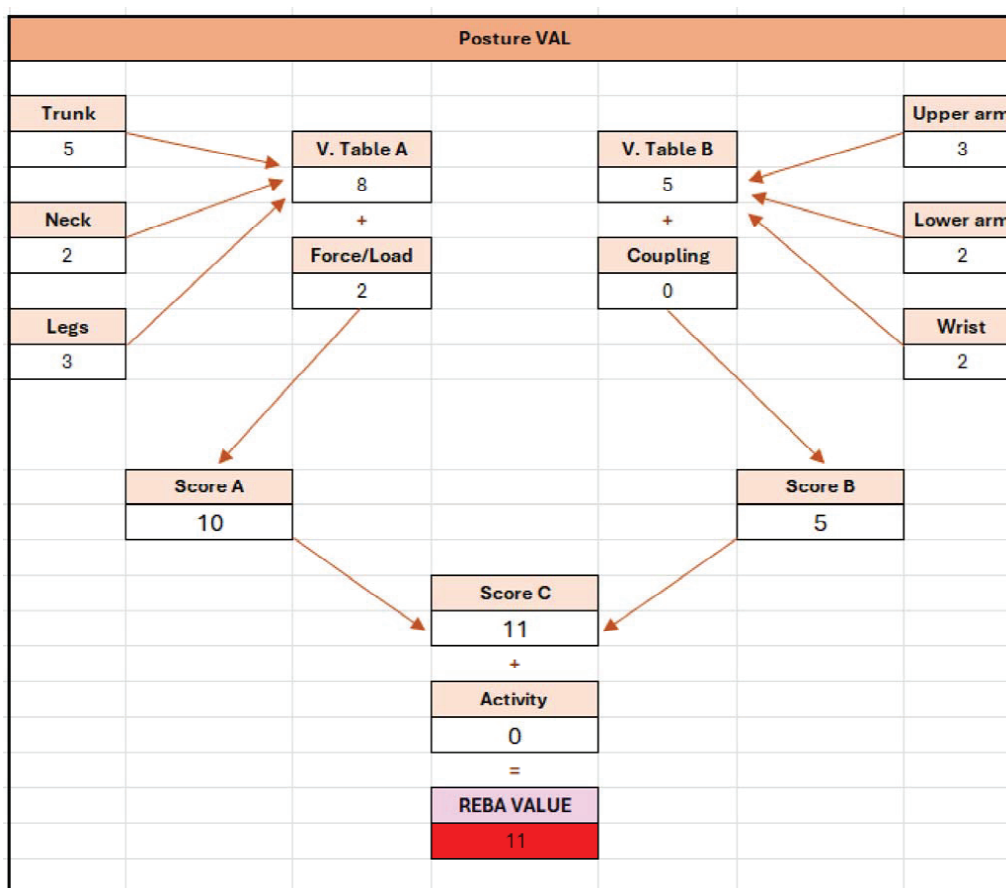 Posture VAL
Trunk
5
Neck
2
Legs
3
V. Table A
8
+
Force/Load
2
V. Table B
5
+
Coupling
0
Upper arm
3
Lower arm
2
Wrist
2
Score A
10
Score B
5
Score C
11
+
Activity
0
=
REBA VALUE
11